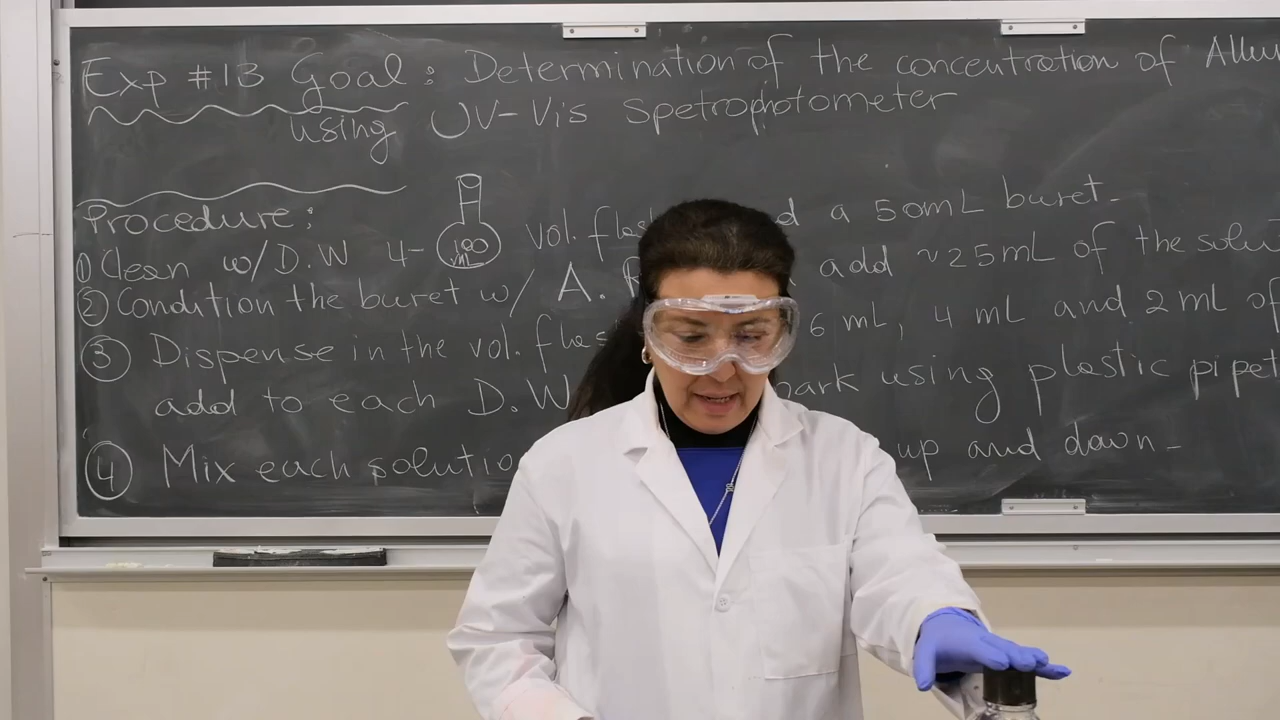 Exp #13 Goal: Determination of the concentration of Allu
using UV-Vis Spetrophotometer
Procedure:
① Clean w/D.W 4- 100 mL vol. flas d a 50mL buret.
② Condition the buret w/ A. R add ~25mL of the solut
③ Dispense in the vol. flas 6 mL, 4 mL and 2 mL of
add to each D.W ark using plastic pipet
④ Mix each solutio up and down.